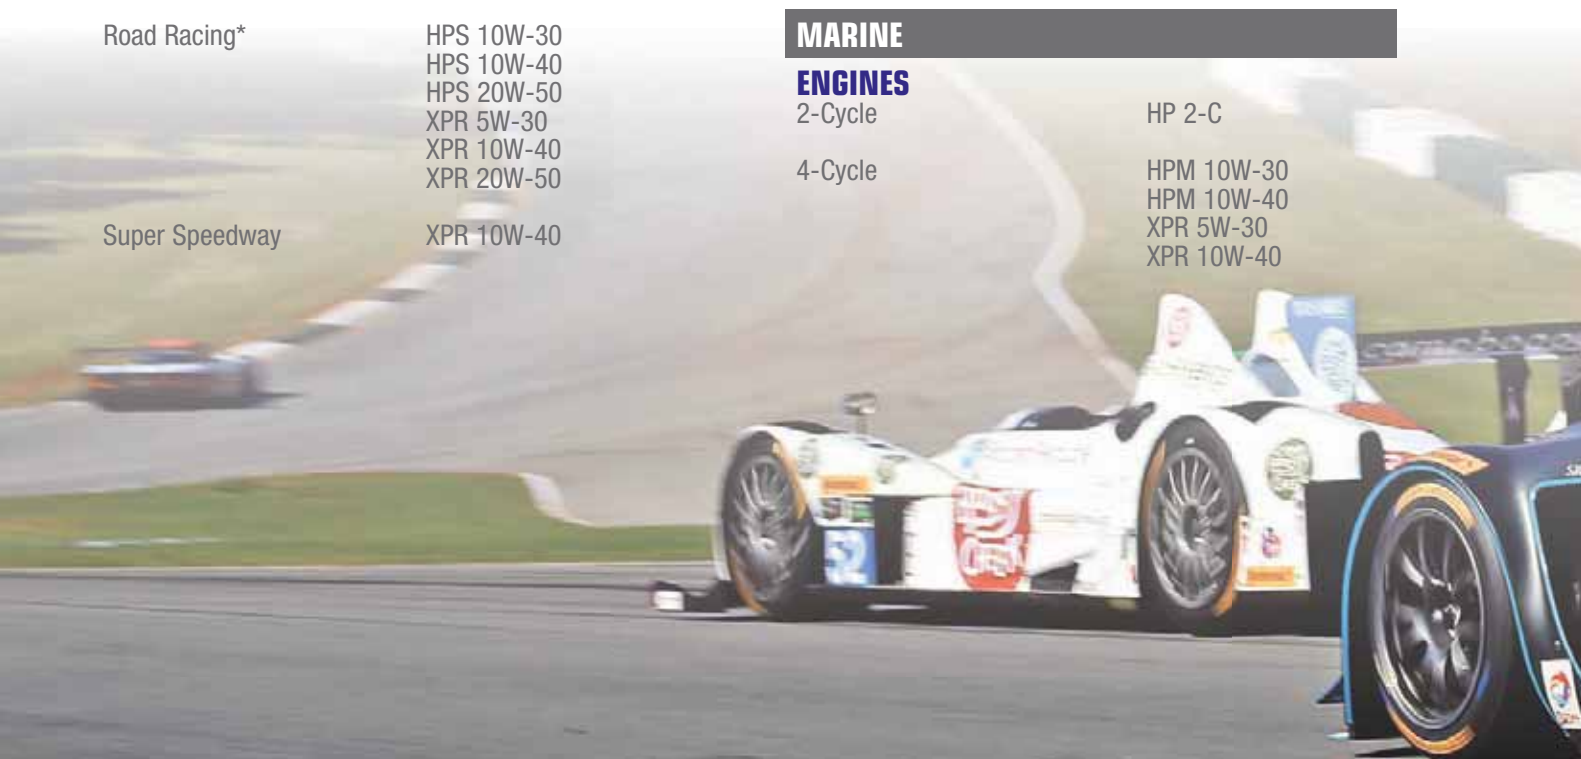 Road Racing* HPS 10W-30
HPS 10W-40
HPS 20W-50
XPR 5W-30
XPR 10W-40
XPR 20W-50
Super Speedway XPR 10W-40
MARINE
ENGINES
2-Cycle HP 2-C
4-Cycle HPM 10W-30
HPM 10W-40
XPR 5W-30
XPR 10W-40
52